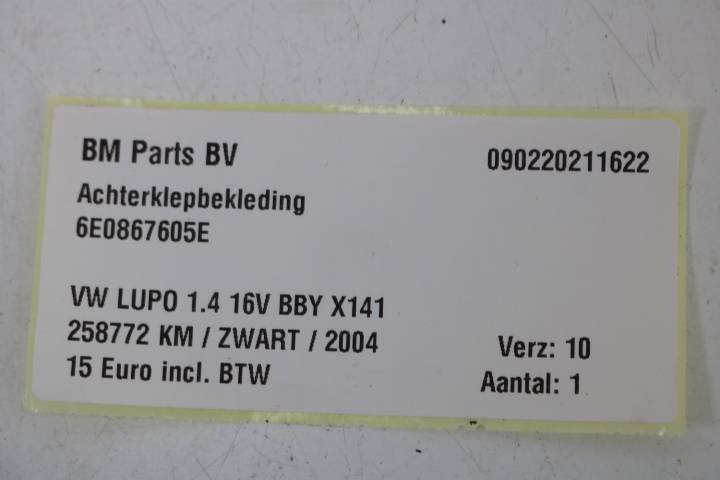 BM Parts BV 090220211622
Achterklepbekleding
6E0867605E
VW LUPO 1.4 16V BBY X141
258772 KM / ZWART / 2004 Verz: 10
15 Euro incl. BTW Aantal: 1